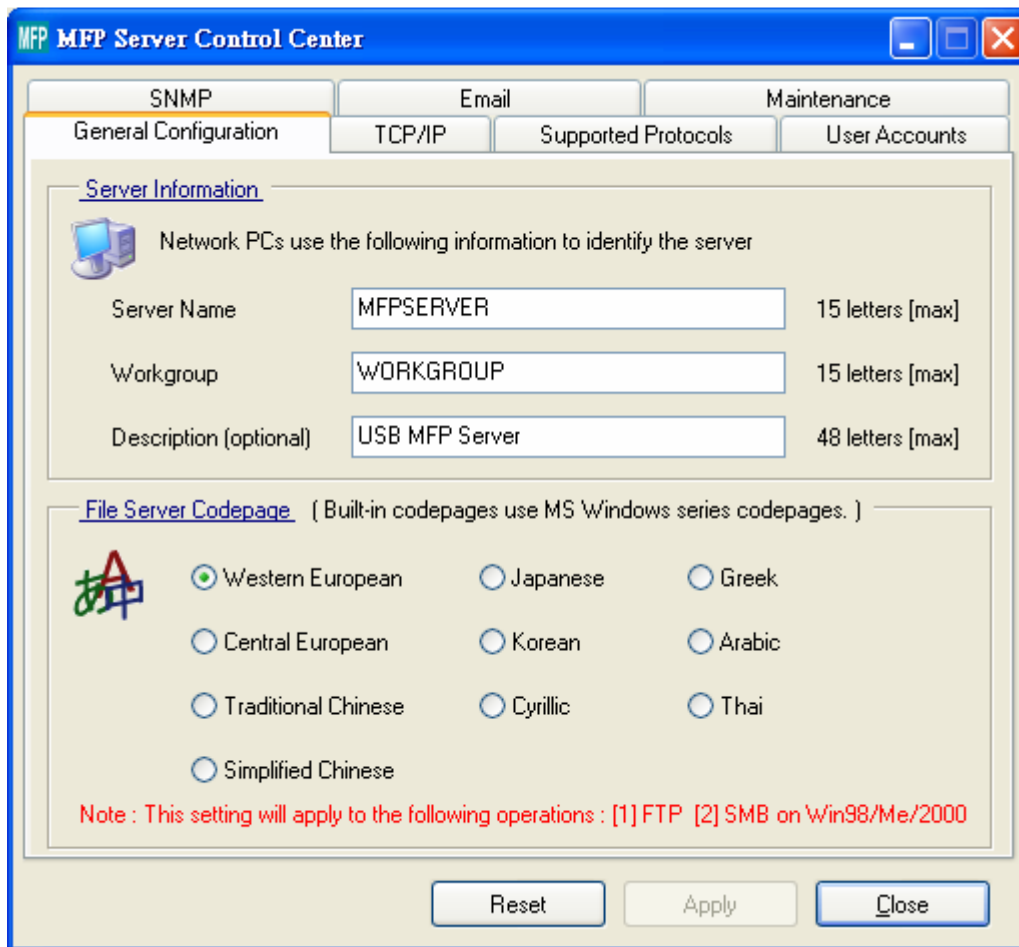 MFP MFP Server Control Center
SNMP Email Maintenance
General Configuration TCP/IP Supported Protocols User Accounts
Server Information
Network PCs use the following information to identify the server
Server Name MFPSERVER 15 letters [max]
Workgroup WORKGROUP 15 letters [max]
Description (optional) USB MFP Server 48 letters [max]
File Server Codepage ( Built-in codepages use MS Windows series codepages. )
あ A 中
Western European Japanese Greek
Central European Korean Arabic
Traditional Chinese Cyrillic Thai
Simplified Chinese
Note : This setting will apply to the following operations : [1] FTP [2] SMB on Win98/Me/2000
Reset Apply Close